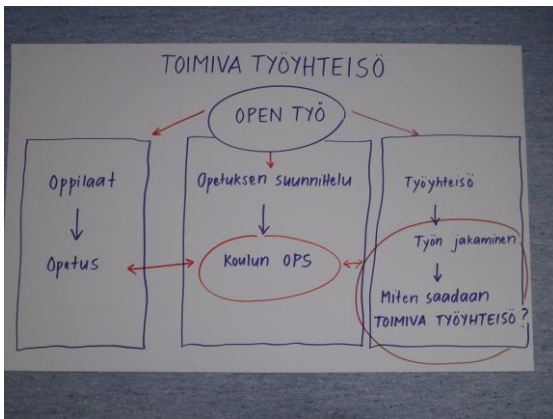 TOIMIVA TYÖYHTEISÖ
OPEN TYÖ
Oppilaat
Opetus
Opetuksen suunnittelu
Koulun OPS
Työyhteisö
Työn jakaminen
Miten saadaan
TOIMIVA TYÖYHTEISÖ?